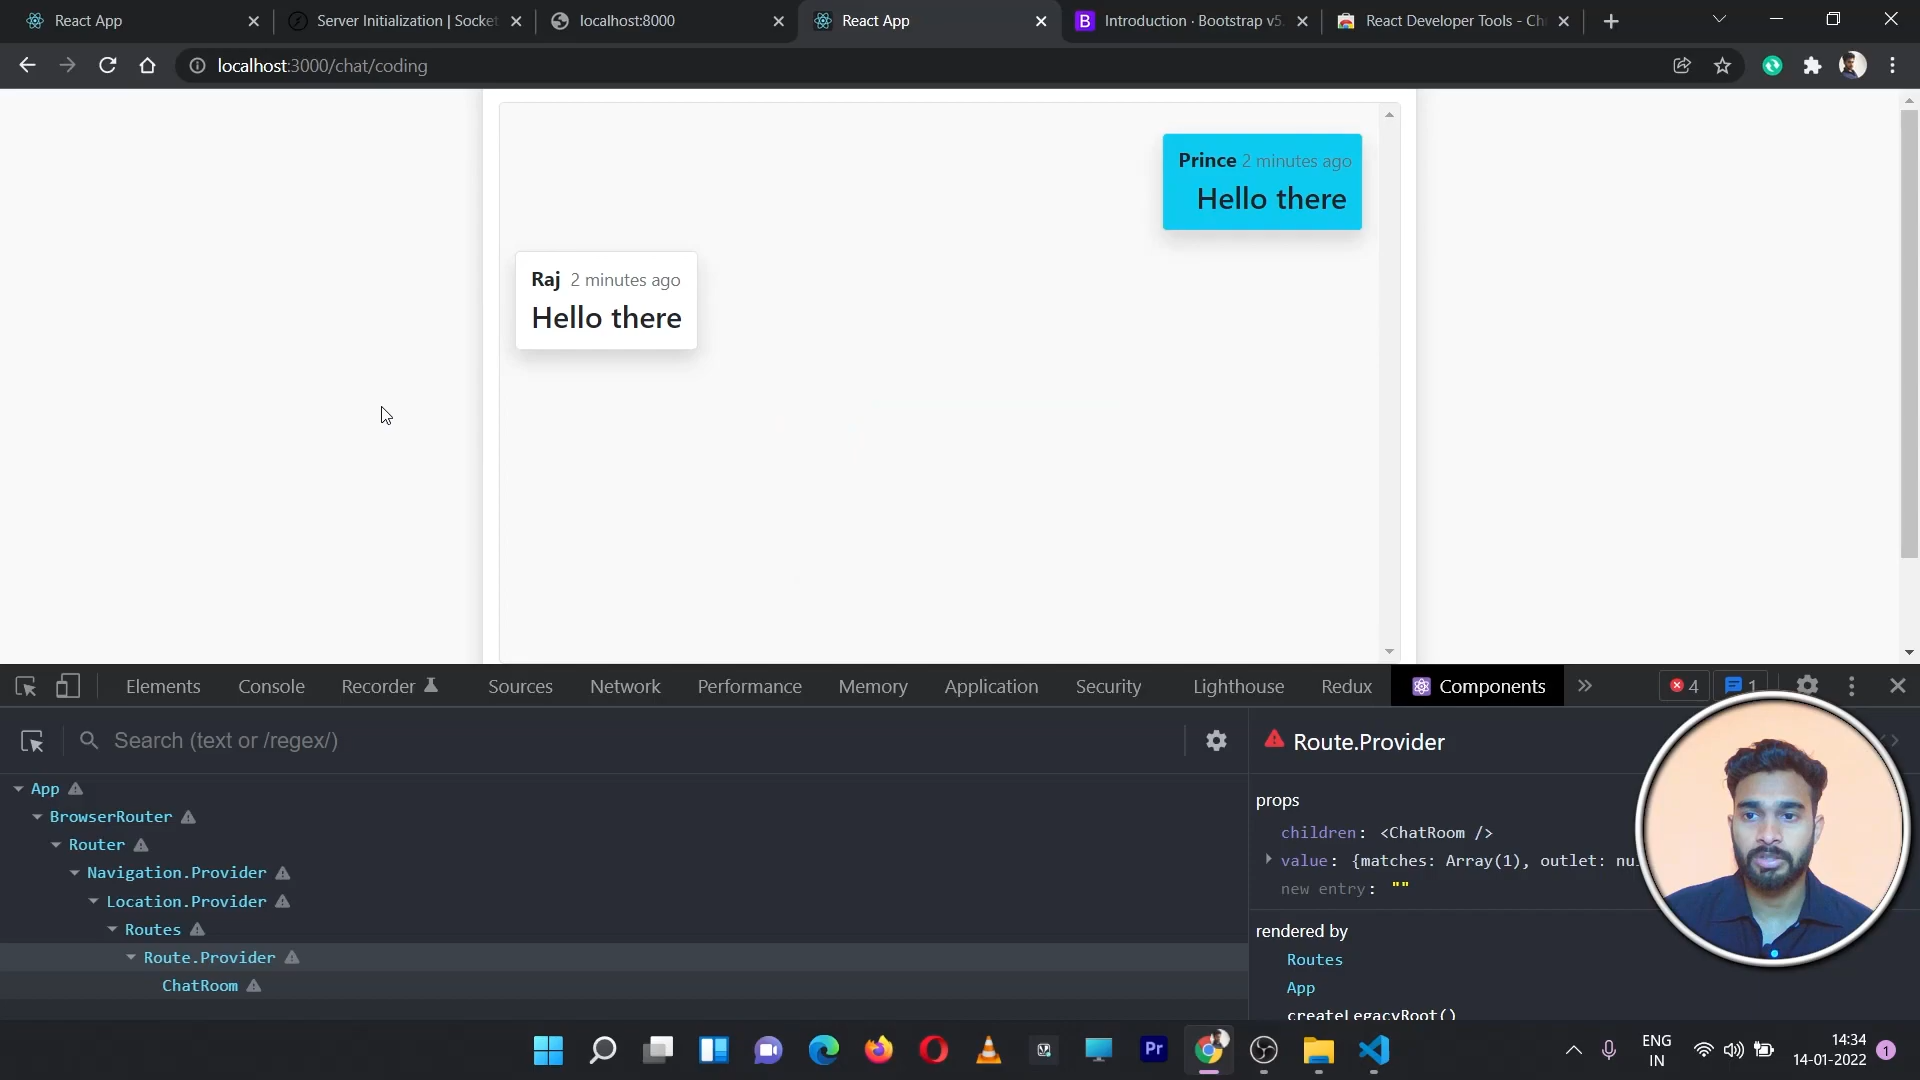 React App
Server Initialization | Socket
localhost:8000
React App
Introduction · Bootstrap v5.
React Developer Tools - Ch
localhost:3000/chat/coding
Prince 2 minutes ago
Hello there
Raj 2 minutes ago
Hello there
Elements
Console
Recorder
Sources
Network
Performance
Memory
Application
Security
Lighthouse
Redux
Components
4
1
Search (text or /regex/)
Route.Provider
App
BrowserRouter
Router
Navigation.Provider
Location.Provider
Routes
Route.Provider
ChatRoom
props
children: <ChatRoom />
value: {matches: Array(1), outlet: nu
new entry: ""
rendered by
Routes
App
createLegacyRoot()
Pr
ENG
IN
14:34
14-01-2022
1